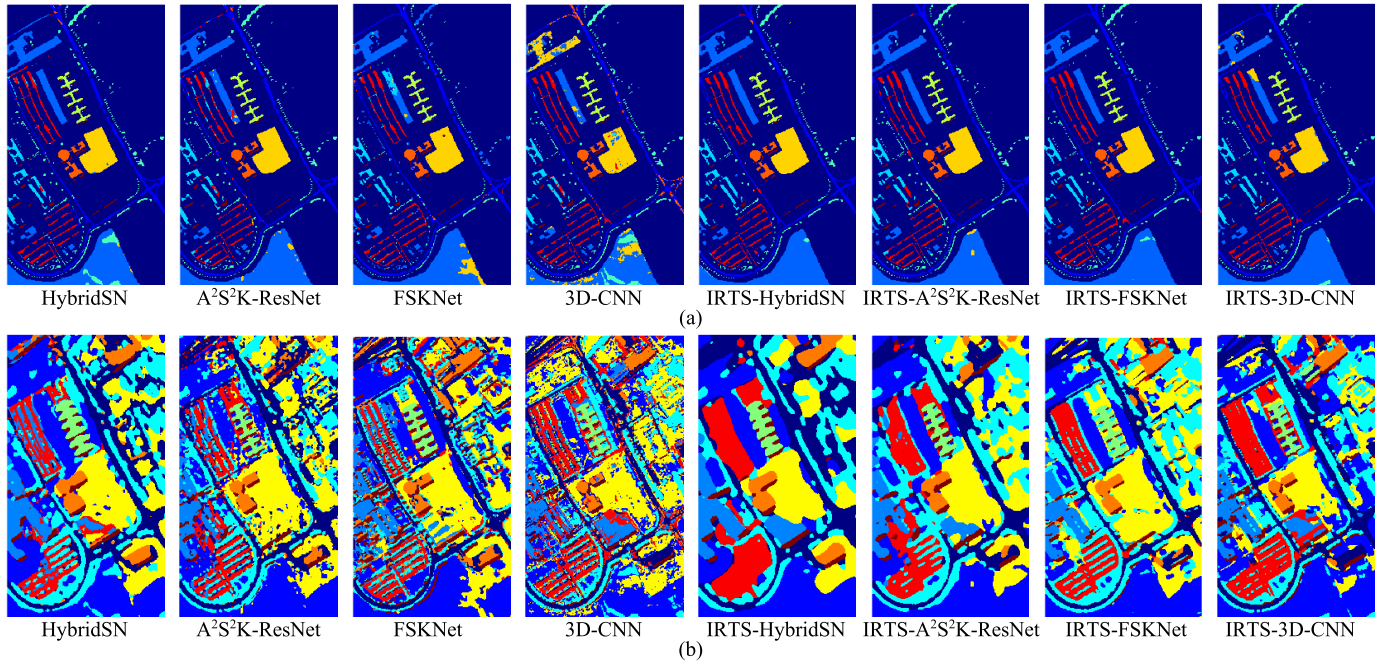 HybridSN A²S²K-ResNet FSKNet 3D-CNN IRTS-HybridSN IRTS-A²S²K-ResNet IRTS-FSKNet IRTS-3D-CNN
(a)
HybridSN A²S²K-ResNet FSKNet 3D-CNN IRTS-HybridSN IRTS-A²S²K-ResNet IRTS-FSKNet IRTS-3D-CNN
(b)